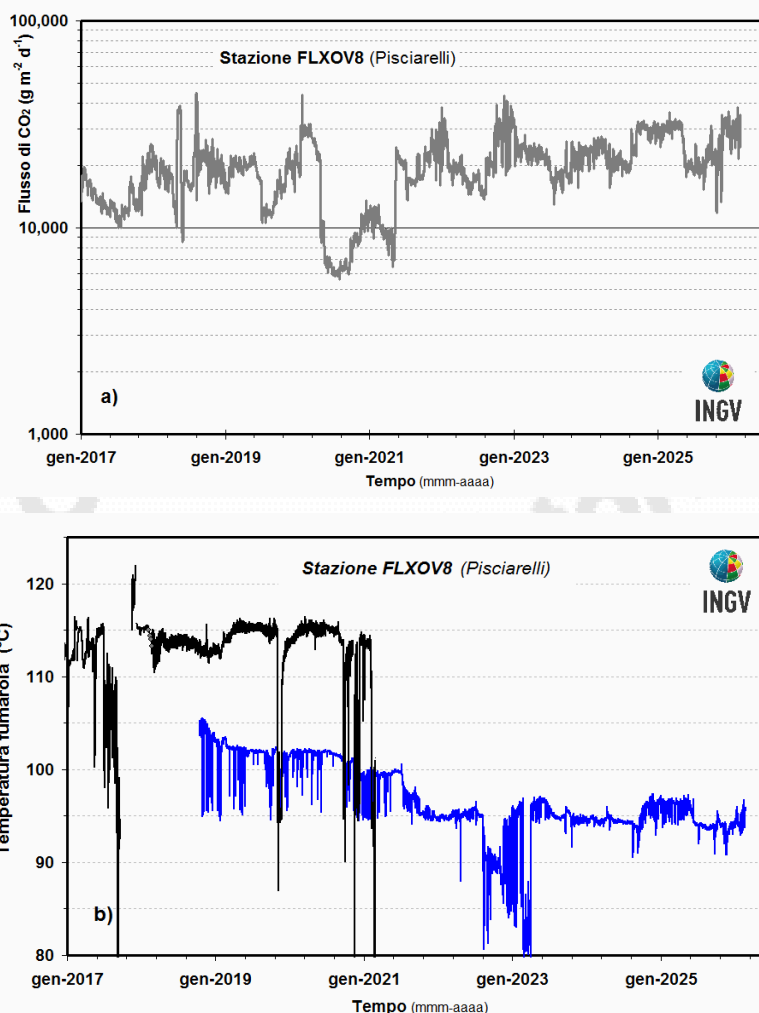 100,000
10,000
1,000
Flusso di CO₂ (g m⁻² d⁻¹)
Stazione FLXOV8 (Pisciarelli)
a)
INGV
gen-2017 gen-2019 gen-2021 gen-2023 gen-2025
Tempo (mmm-aaaa)
Stazione FLXOV8 (Pisciarelli)
INGV
120
110
100
90
80
Temperatura fumarola (°C)
b)
gen-2017 gen-2019 gen-2021 gen-2023 gen-2025
Tempo (mmm-aaaa)